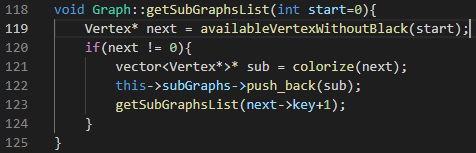 118 void Graph::getSubGraphsList(int start=0){
119     Vertex* next = availableVertexWithoutBlack(start);
120     if(next != 0){
121         vector<Vertex*>* sub = colorize(next);
122         this->subGraphs->push_back(sub);
123         getSubGraphsList(next->key+1);
124     }
125 }